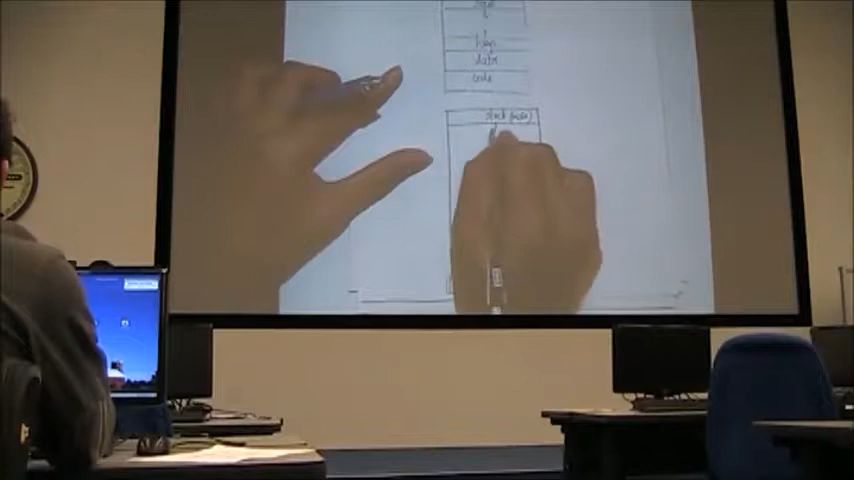 heap
data
code
stack (main)